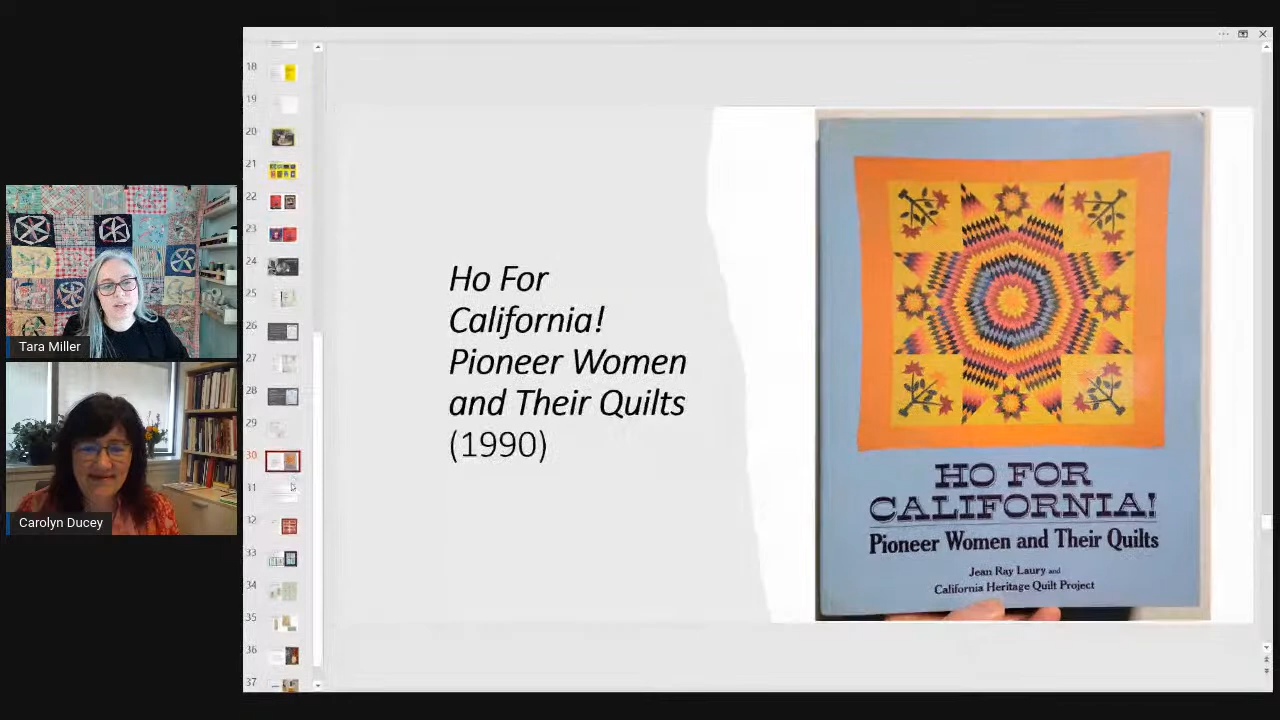 18
19
20
21
22
23
24
25
26
27
28
29
30
32
33
34
35
36
37
Ho For
California!
Pioneer Women
and Their Quilts
(1990)
HO FOR
CALIFORNIA!
Pioneer Women and Their Quilts
Jean Ray Laury and
California Heritage Quilt Project
Tara Miller
Carolyn Ducey